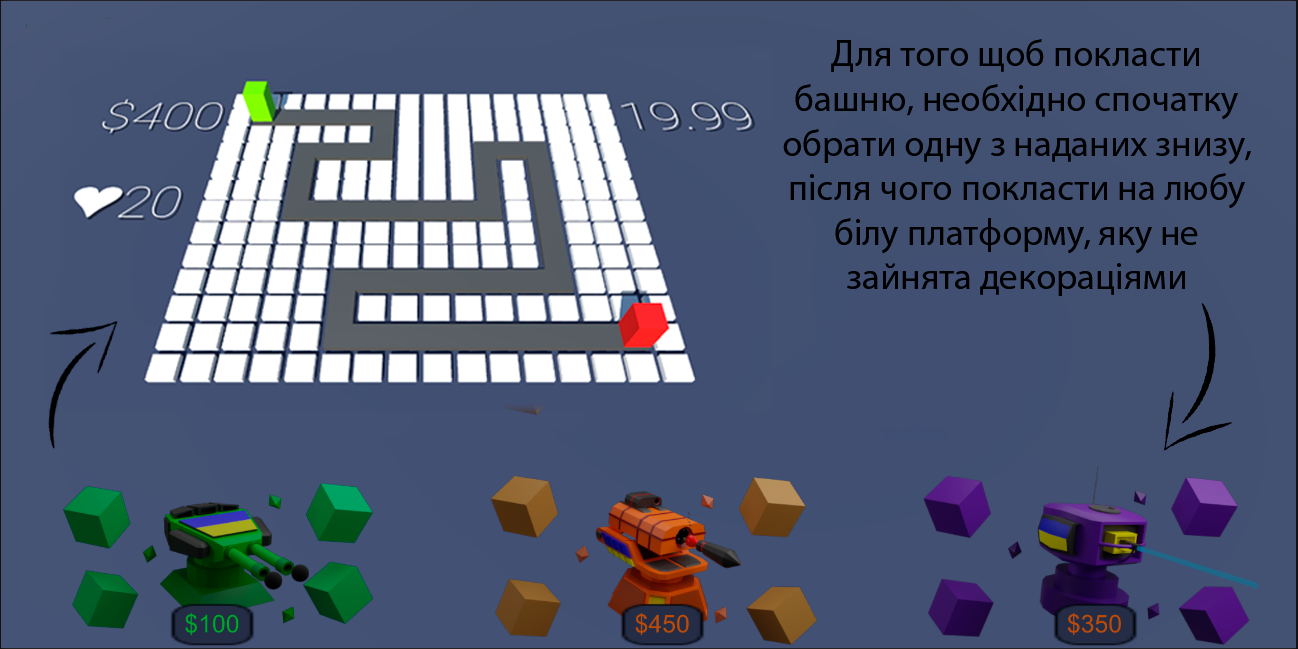 Для того щоб покласти
башню, необхідно спочатку
обрати одну з наданих знизу,
після чого покласти на любу
білу платформу, яку не
зайнята декораціями
$400
19.99
20
$100
$450
$350